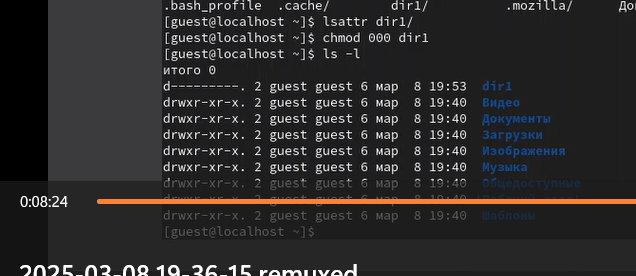 .bash_profile .cache/ dir1/ .mozilla/ До
[guest@localhost ~]$ lsattr dir1/
[guest@localhost ~]$ chmod 000 dir1
[guest@localhost ~]$ ls -l
итого 0
d---------. 2 guest guest 6 мар 8 19:53 dir1
drwxr-xr-x. 2 guest guest 6 мар 8 19:40 Видео
drwxr-xr-x. 2 guest guest 6 мар 8 19:40 Документы
drwxr-xr-x. 2 guest guest 6 мар 8 19:40 Загрузки
drwxr-xr-x. 2 guest guest 6 мар 8 19:40 Изображения
drwxr-xr-x. 2 guest guest 6 мар 8 19:40 Музыка
drwxr-xr-x. 2 guest guest 6 мар 8 19:40 Общедоступные
0:08:24
drwxr-xr-x. 2 guest guest 6 мар 8 19:40 Шаблоны
[guest@localhost ~]$
2025-03-08 19-36-15 remuxed